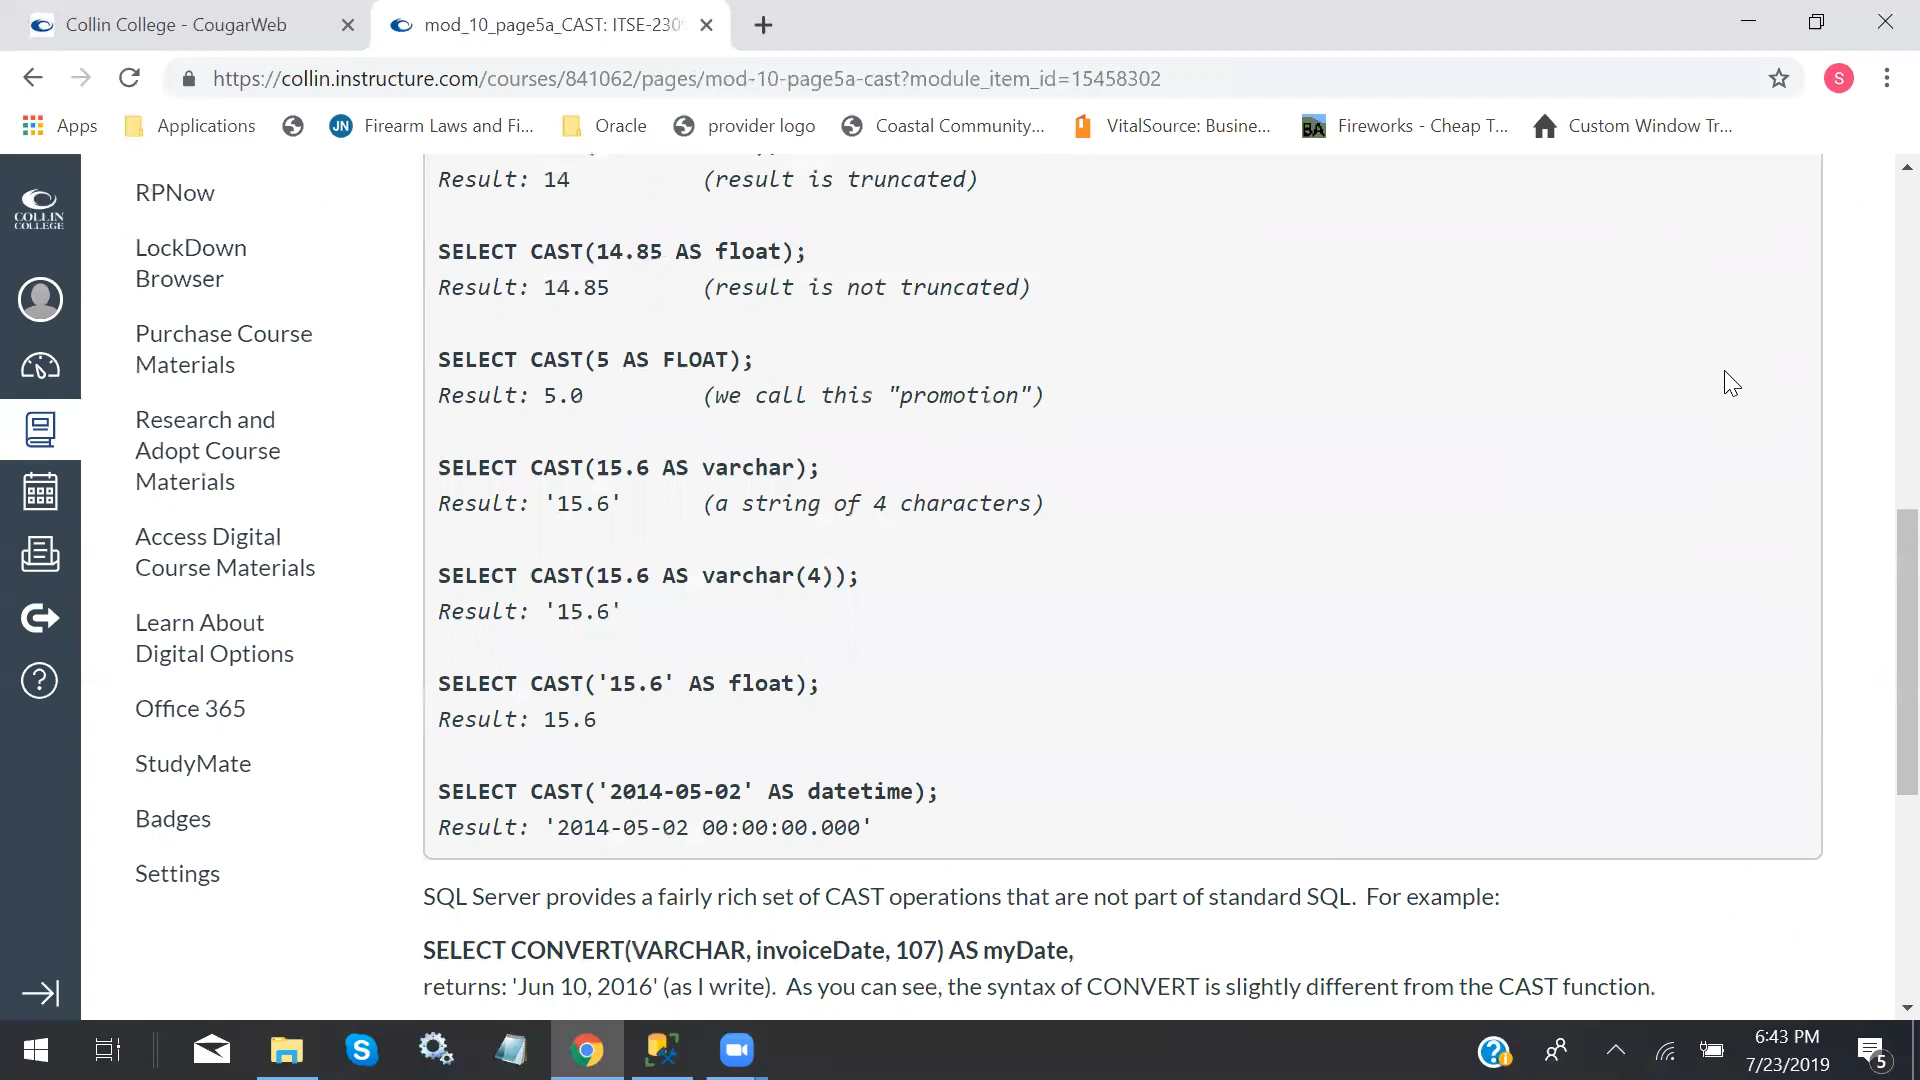 Collin College - CougarWeb
mod_10_page5a_CAST: ITSE-230
https://collin.instructure.com/courses/841062/pages/mod-10-page5a-cast?module_item_id=15458302
S
Apps
Applications
JN Firearm Laws and Fi...
Oracle
provider logo
Coastal Community...
VitalSource: Busine...
BA Fireworks - Cheap T...
Custom Window Tr...
COLLIN
COLLEGE
RPNow
LockDown
Browser
Purchase Course
Materials
Research and
Adopt Course
Materials
Access Digital
Course Materials
Learn About
Digital Options
Office 365
StudyMate
Badges
Settings
Result: 14 (result is truncated)
SELECT CAST(14.85 AS float);
Result: 14.85 (result is not truncated)
SELECT CAST(5 AS FLOAT);
Result: 5.0 (we call this "promotion")
SELECT CAST(15.6 AS varchar);
Result: '15.6' (a string of 4 characters)
SELECT CAST(15.6 AS varchar(4));
Result: '15.6'
SELECT CAST('15.6' AS float);
Result: 15.6
SELECT CAST('2014-05-02' AS datetime);
Result: '2014-05-02 00:00:00.000'
SQL Server provides a fairly rich set of CAST operations that are not part of standard SQL. For example:
SELECT CONVERT(VARCHAR, invoiceDate, 107) AS myDate,
returns: 'Jun 10, 2016' (as I write). As you can see, the syntax of CONVERT is slightly different from the CAST function.
6:43 PM
7/23/2019
5